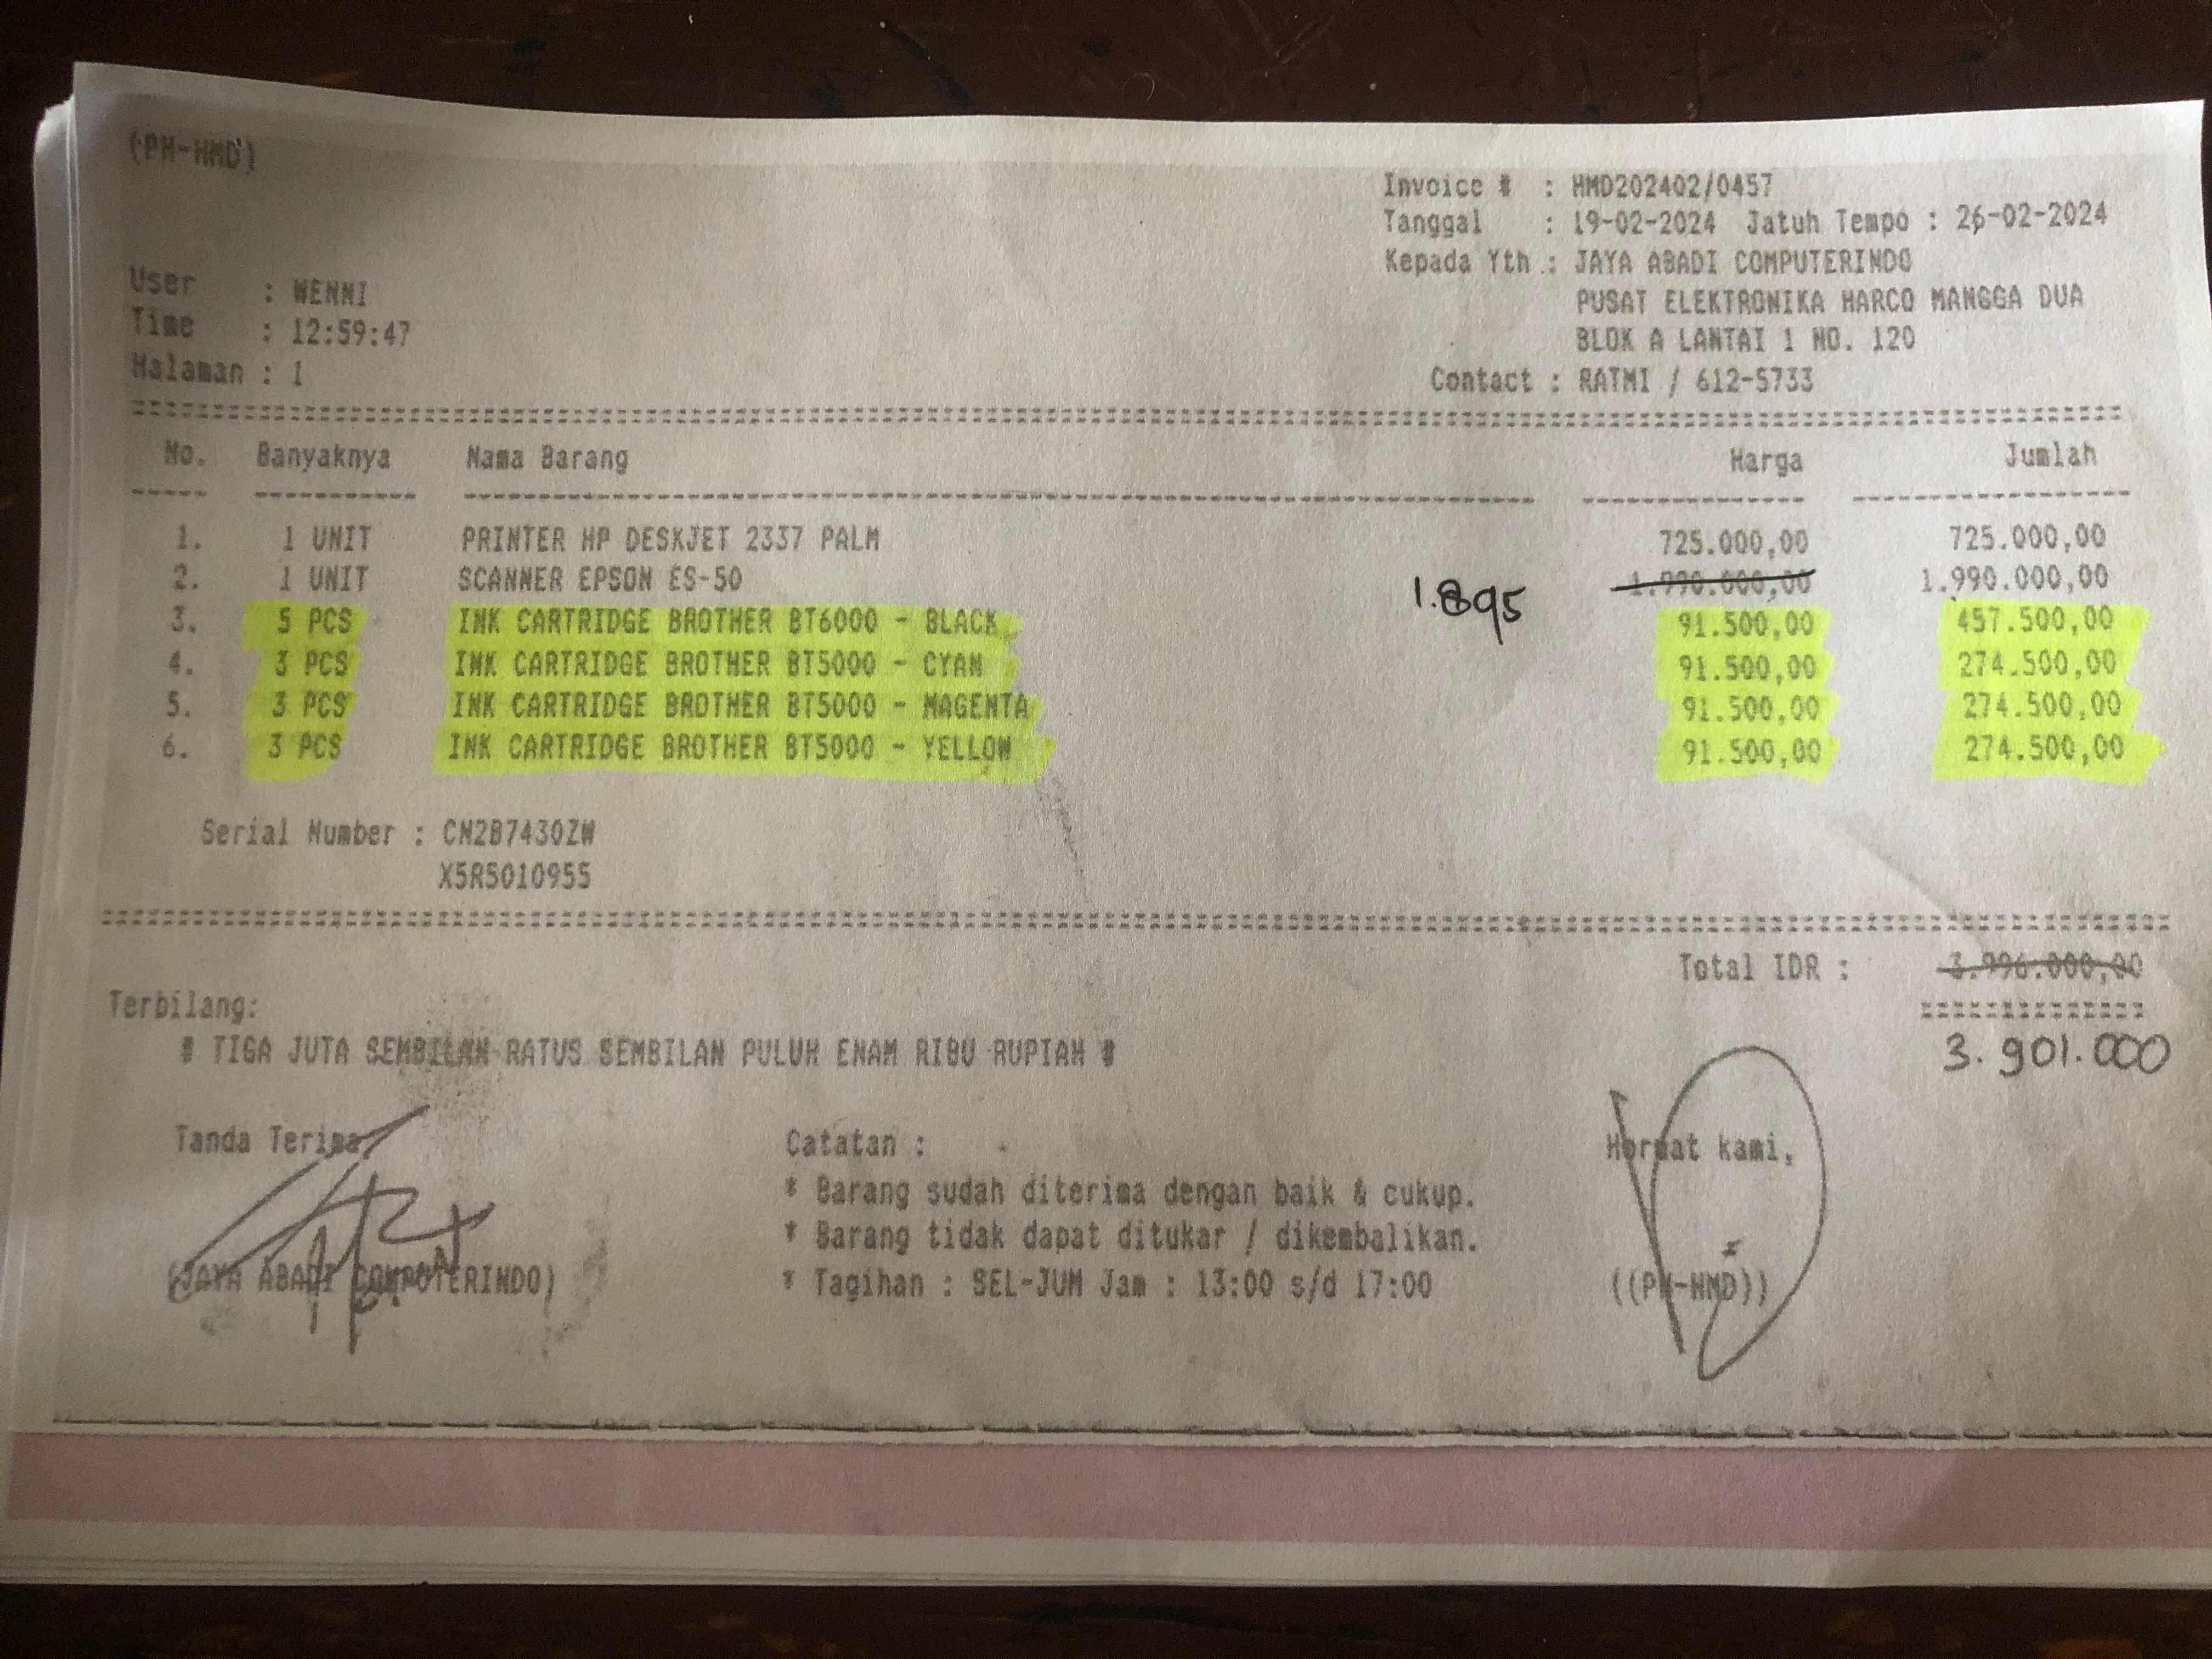 (PH-HMD)
Invoice # : HMD202402/0457
Tanggal : 19-02-2024 Jatuh Tempo : 26-02-2024
Kepada Yth : JAYA ABADI COMPUTERINDO
PUSAT ELEKTRONIKA HARCO MANGGA DUA
BLOK A LANTAI 1 NO. 120
Contact : RATMI / 612-5733
User : WENNI
Time : 12:59:47
Halaman : 1
No. Banyaknya Nama Barang Harga Jumlah
1. 1 UNIT PRINTER HP DESKJET 2337 PALM 725.000,00 725.000,00
2. 1 UNIT SCANNER EPSON ES-50 1.895 1.990.000,00 1.990.000,00
3. 5 PCS INK CARTRIDGE BROTHER BT6000 - BLACK 91.500,00 457.500,00
4. 3 PCS INK CARTRIDGE BROTHER BT5000 - CYAN 91.500,00 274.500,00
5. 3 PCS INK CARTRIDGE BROTHER BT5000 - MAGENTA 91.500,00 274.500,00
6. 3 PCS INK CARTRIDGE BROTHER BT5000 - YELLOW 91.500,00 274.500,00
Serial Number : CN2B7430ZW
X5R5010955
Total IDR : 3.996.000,00
3.901.000
Terbilang:
# TIGA JUTA SEMBILAN RATUS SEMBILAN PULUH ENAM RIBU RUPIAH #
Tanda Terima,
(JAYA ABADI COMPUTERINDO)
Catatan :
* Barang sudah diterima dengan baik & cukup.
* Barang tidak dapat ditukar / dikembalikan.
* Tagihan : SEL-JUM Jam : 13:00 s/d 17:00
Hormat kami,
((PH-HMD))